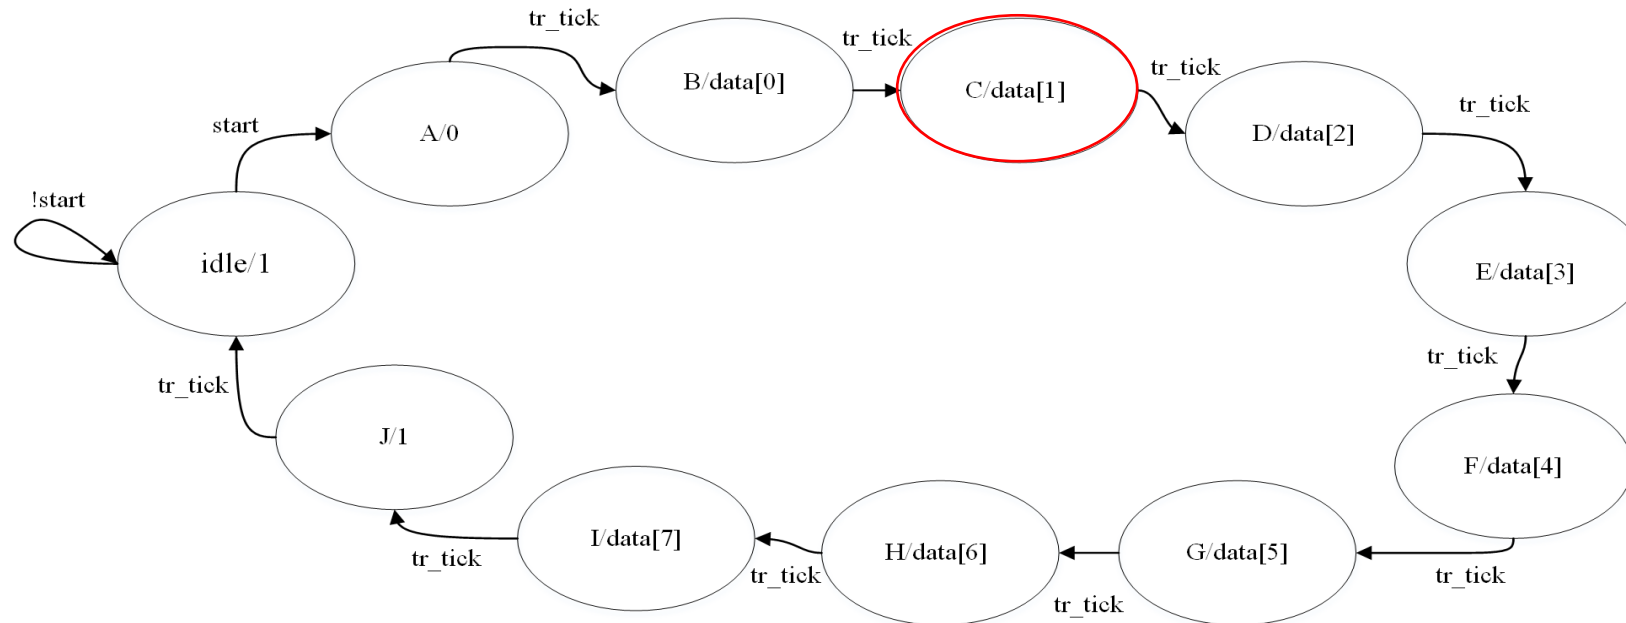 tr_tick
B/data[0]
tr_tick
C/data[1]
tr_tick
D/data[2]
tr_tick
start
A/0
!start
idle/1
E/data[3]
tr_tick
tr_tick
J/1
F/data[4]
I/data[7]
H/data[6]
G/data[5]
tr_tick
tr_tick
tr_tick
tr_tick